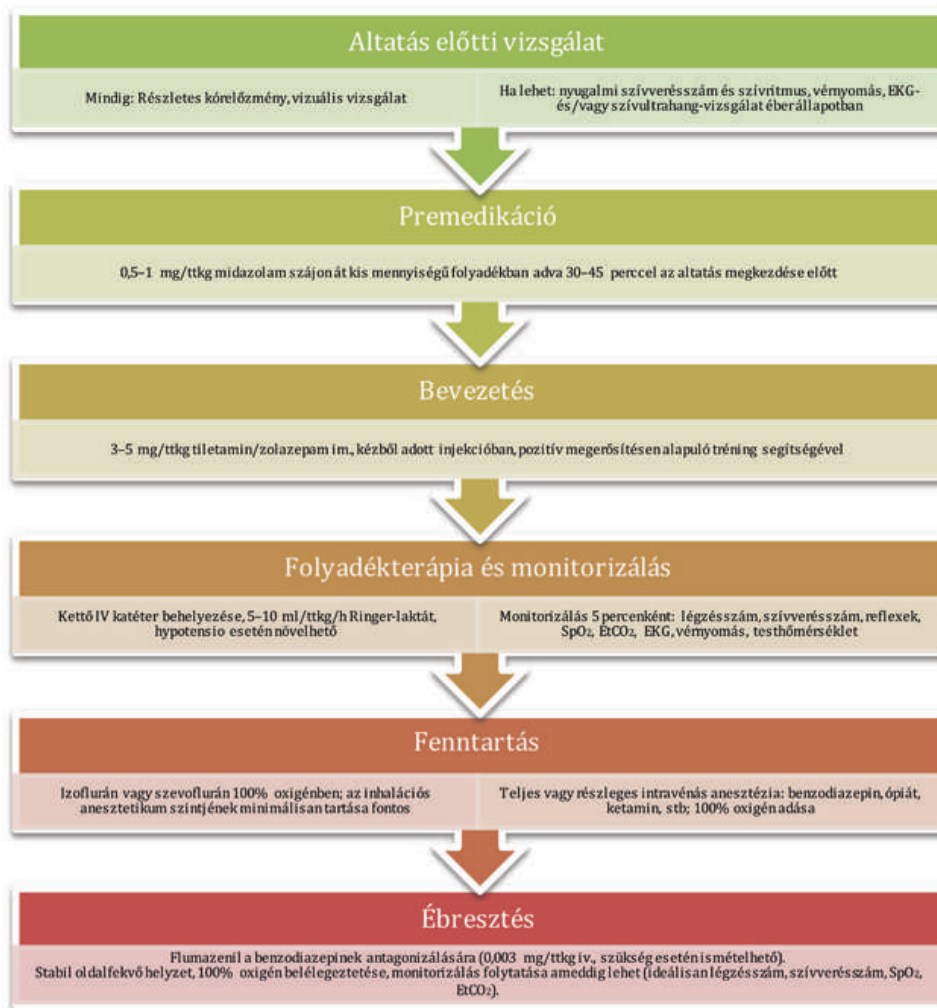 Altatás előtti vizsgálat
Mindig: Részletes kórelőzmény, vizuális vizsgálat
Ha lehet: nyugalmi szívverésszám és szívritmus, vérnyomás, EKG-
és/vagy szívultrahang-vizsgálat éber állapotban
Premedikáció
0,5–1 mg/ttkg midazolam szájon át kis mennyiségű folyadékban adva 30–45 perccel az altatás megkezdése előtt
Bevezetés
3–5 mg/ttkg tiletamin/zolazepam im., kézből adott injekcióban, pozitív megerősítésen alapuló tréning segítségével
Folyadékterápia és monitorizálás
Kettő IV katéter behelyezése, 5–10 ml/ttkg/h Ringer-laktát,
hypotensio esetén növelhető
Monitorizálás 5 percenként: légzésszám, szívverésszám, reflexek,
SpO₂, EtCO₂, EKG, vérnyomás, testhőmérséklet
Fenntartás
Izoflurán vagy szevoflurán 100% oxigénben; az inhalációs
anesztetikum szintjének minimálisan tartása fontos
Teljes vagy részleges intravénás anesztézia: benzodiazepin, ópiát,
ketamin, stb; 100% oxigén adása
Ébresztés
Flumazenil a benzodiazepinek antagonizálására (0,003 mg/ttkg iv., szükség esetén ismételhető).
Stabil oldalfekvő helyzet, 100% oxigén belélegeztetése, monitorizálás folytatása ameddig lehet (ideálisan légzésszám, szívverésszám, SpO₂,
EtCO₂).